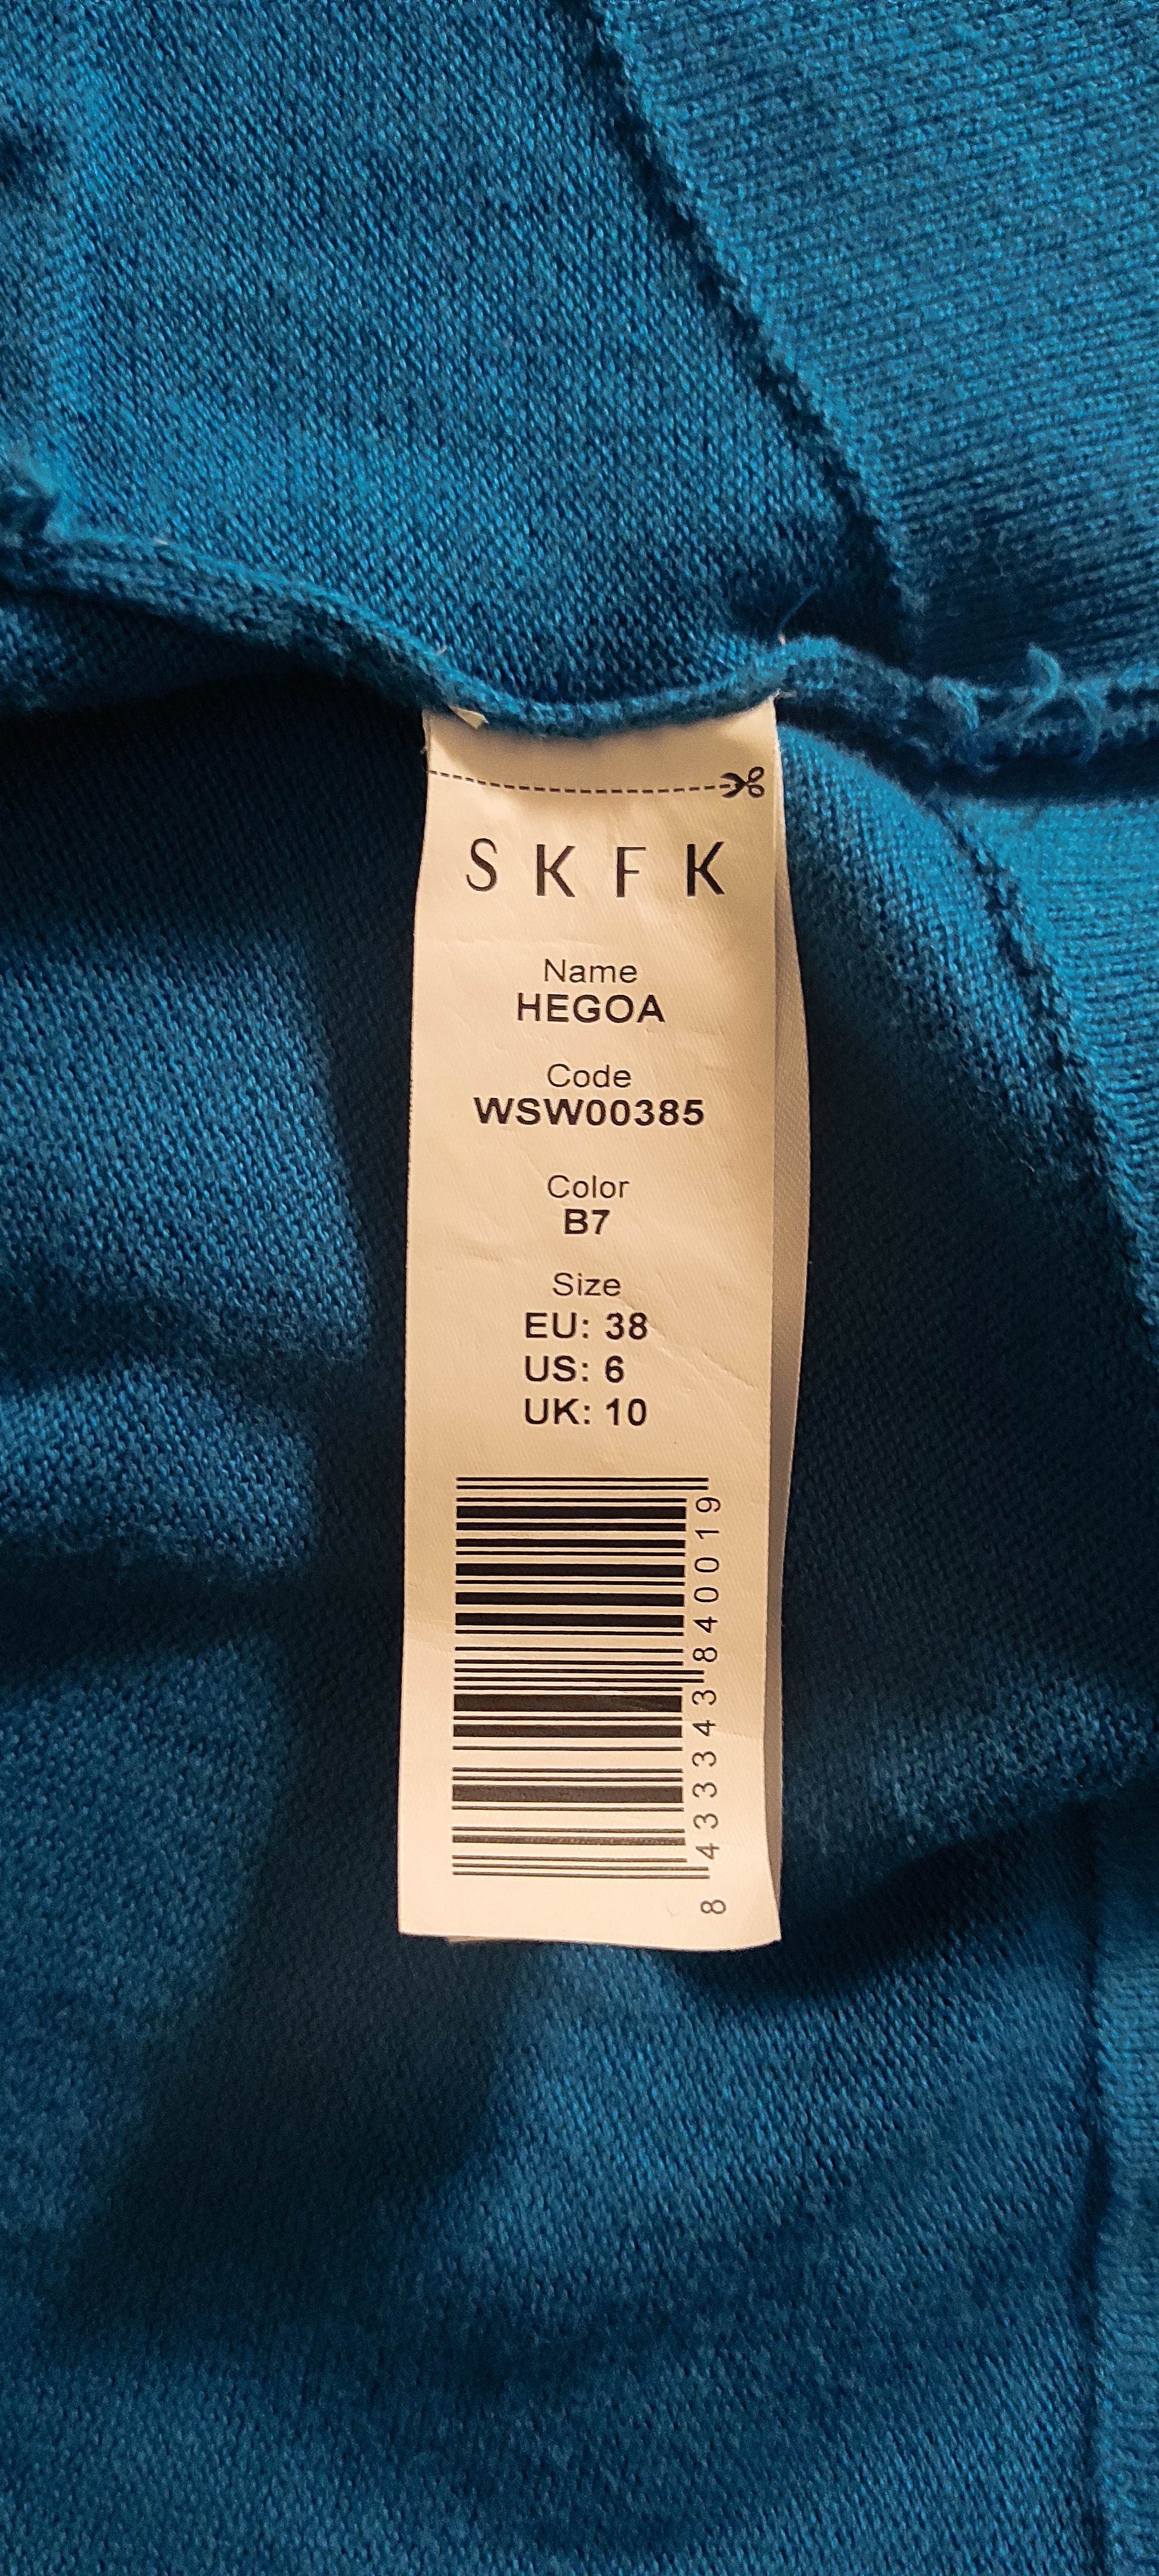 SKFK
Name
HEGOA
Code
WSW00385
Color
B7
Size
EU: 38
US: 6
UK: 10
8 433343 840019